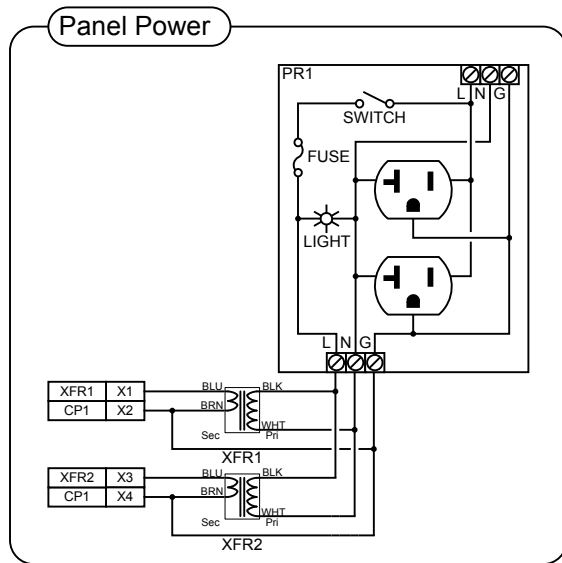 Panel Power
PR1
L N G
SWITCH
FUSE
LIGHT
L N G
XFR1 X1
CP1 X2
BLU BLK
BRN
WHT
Sec Pri
XFR1
XFR2 X3
CP1 X4
BLU BLK
BRN
WHT
Sec Pri
XFR2